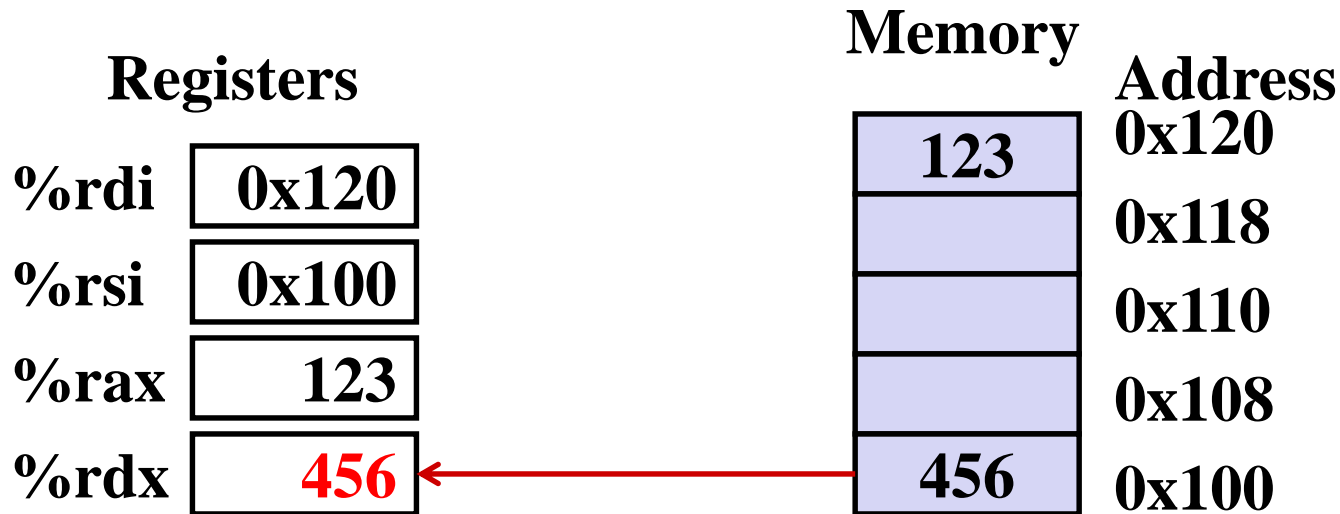 Registers
%rdi 0x120
%rsi 0x100
%rax 123
%rdx 456
Memory
Address
123 0x120
0x118
0x110
0x108
456 0x100